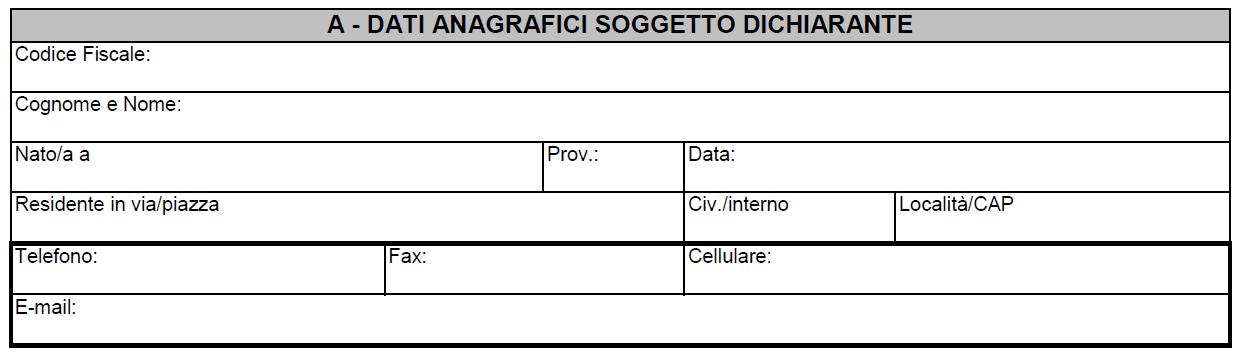 A - DATI ANAGRAFICI SOGGETTO DICHIARANTE
Codice Fiscale:
Cognome e Nome:
Nato/a a Prov.: Data:
Residente in via/piazza Civ./interno Località/CAP
Telefono: Fax: Cellulare:
E-mail: